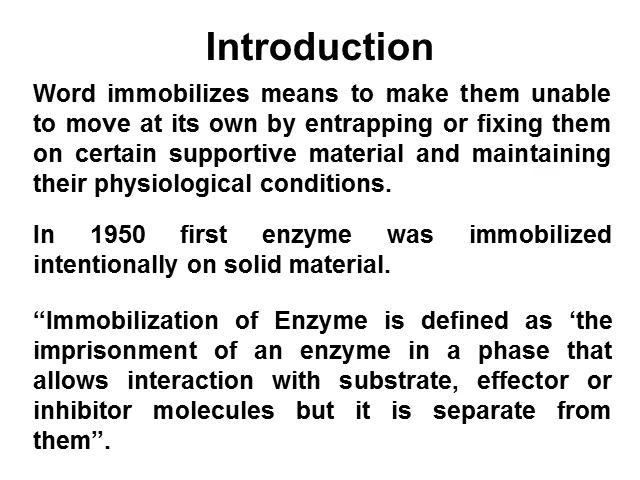 Introduction
Word immobilizes means to make them unable
to move at its own by entrapping or fixing them
on certain supportive material and maintaining
their physiological conditions.
In 1950 first enzyme was immobilized
intentionally on solid material.
“Immobilization of Enzyme is defined as ‘the
imprisonment of an enzyme in a phase that
allows interaction with substrate, effector or
inhibitor molecules but it is separate from
them”.